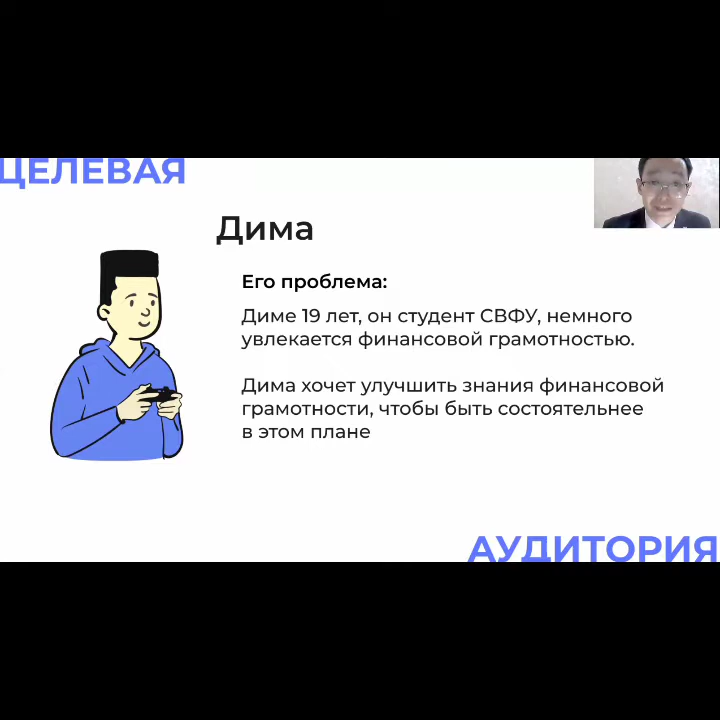 ЦЕЛЕВАЯ
Дима
Его проблема:
Диме 19 лет, он студент СВФУ, немного
увлекается финансовой грамотностью.
Дима хочет улучшить знания финансовой
грамотности, чтобы быть состоятельнее
в этом плане
АУДИТОРИЯ